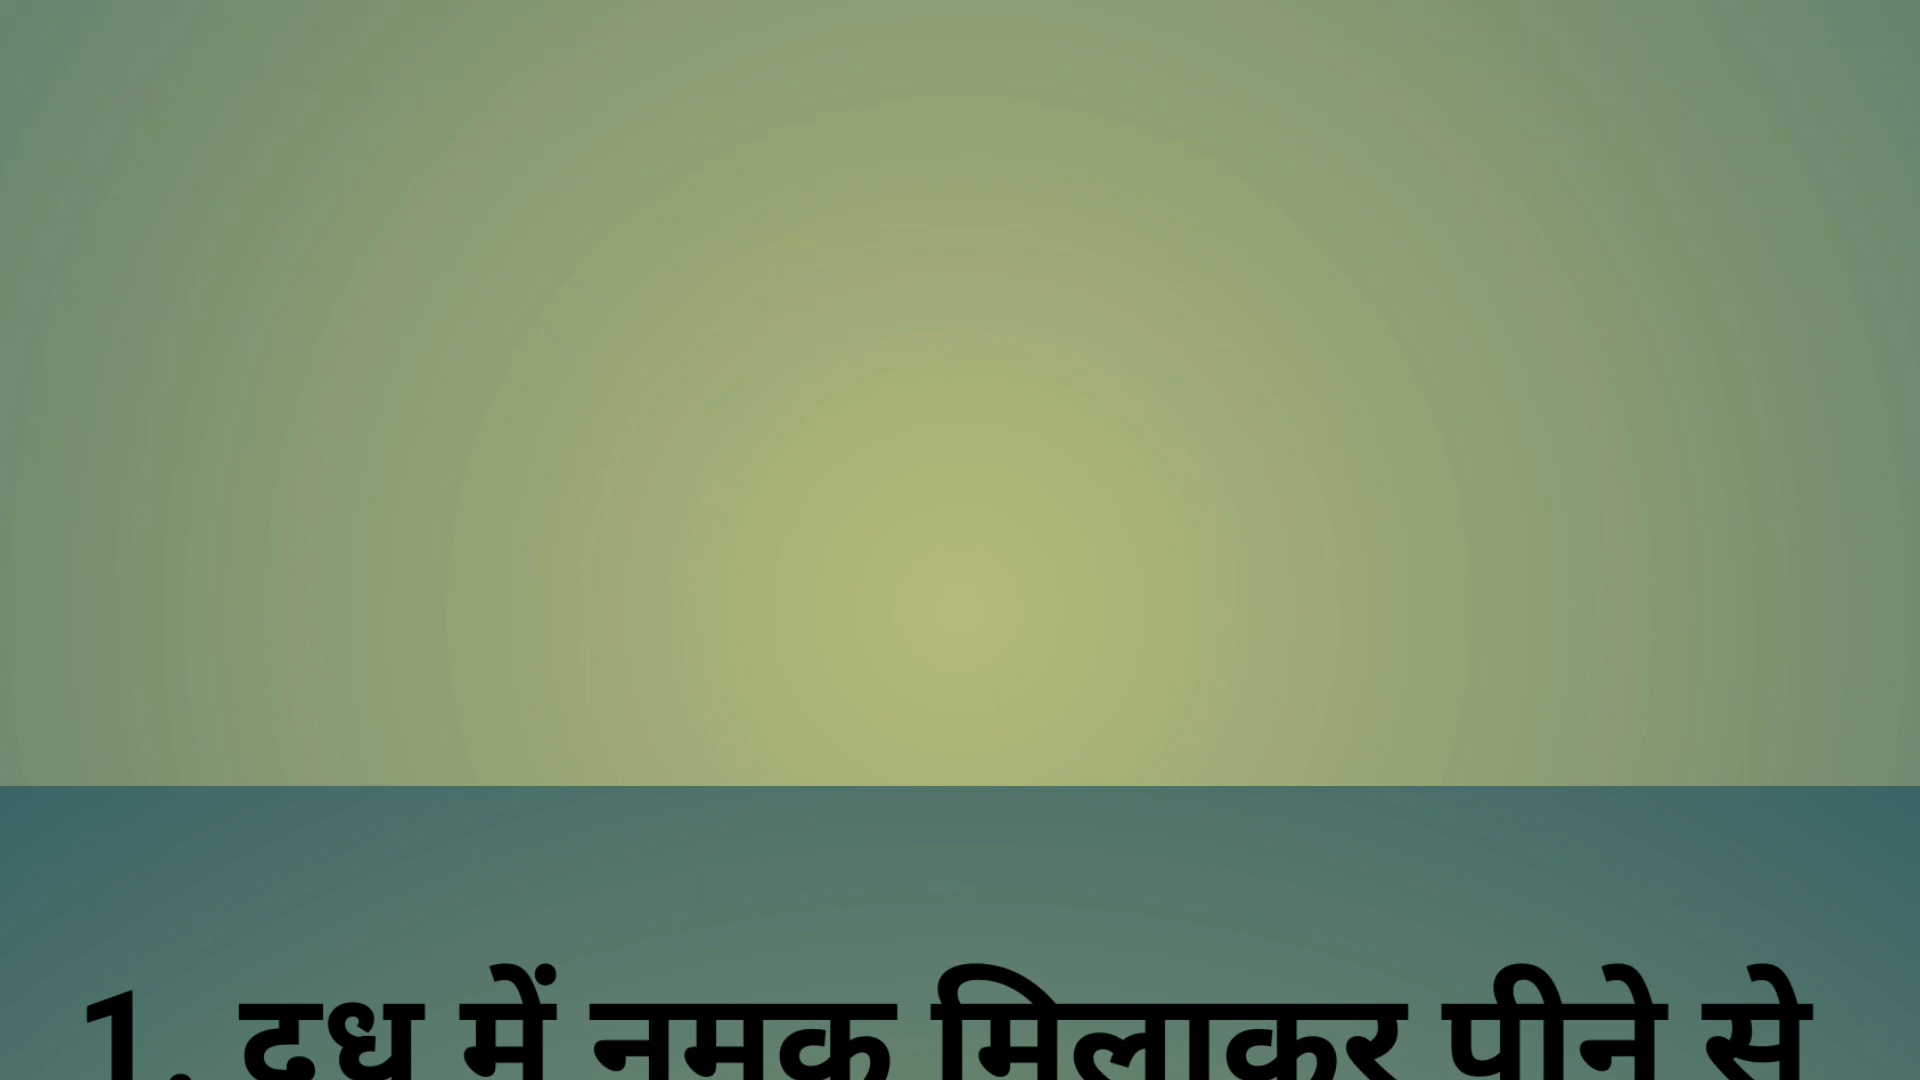 1. दूध में नमक मिलाकर पीने से